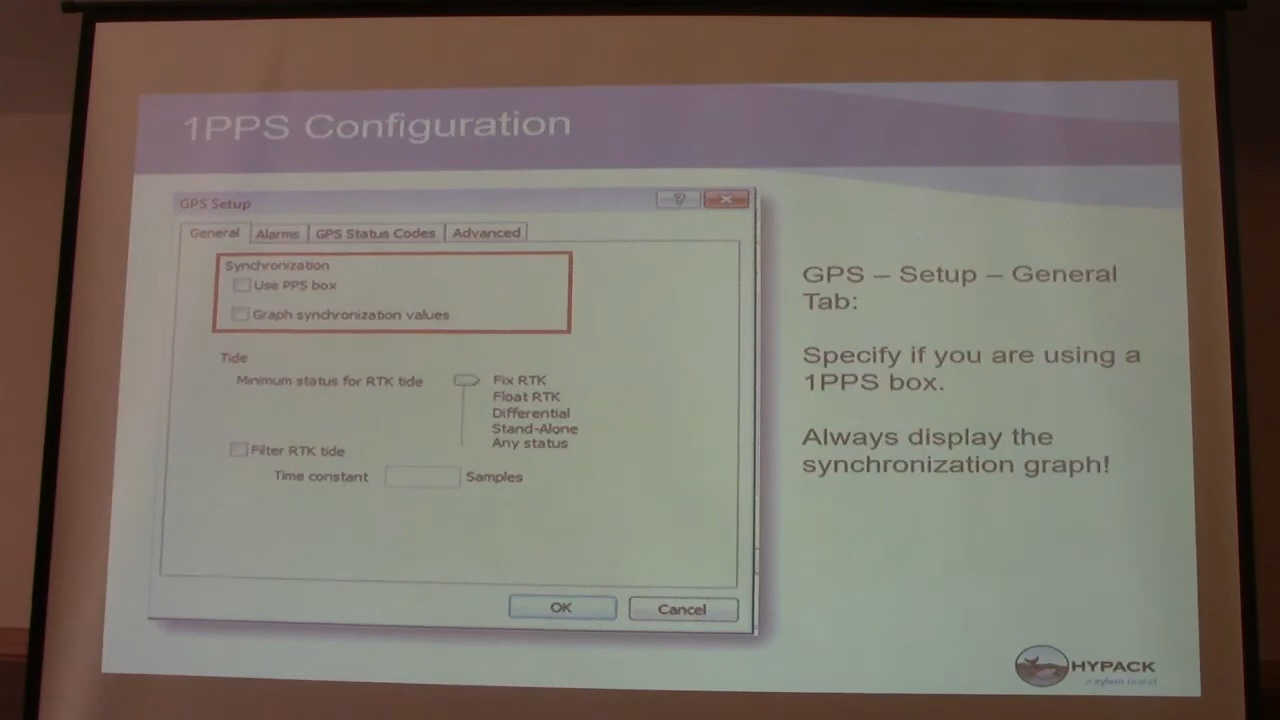 1PPS Configuration
GPS Setup
General Alarms GPS Status Codes Advanced
Synchronization
Use PPS box
Graph synchronization values
Tide
Minimum status for RTK tide
Fix RTK
Float RTK
Differential
Stand-Alone
Any status
Filter RTK tide
Time constant Samples
OK Cancel
GPS – Setup – General
Tab:
Specify if you are using a
1PPS box.
Always display the
synchronization graph!
HYPACK
a xylem brand